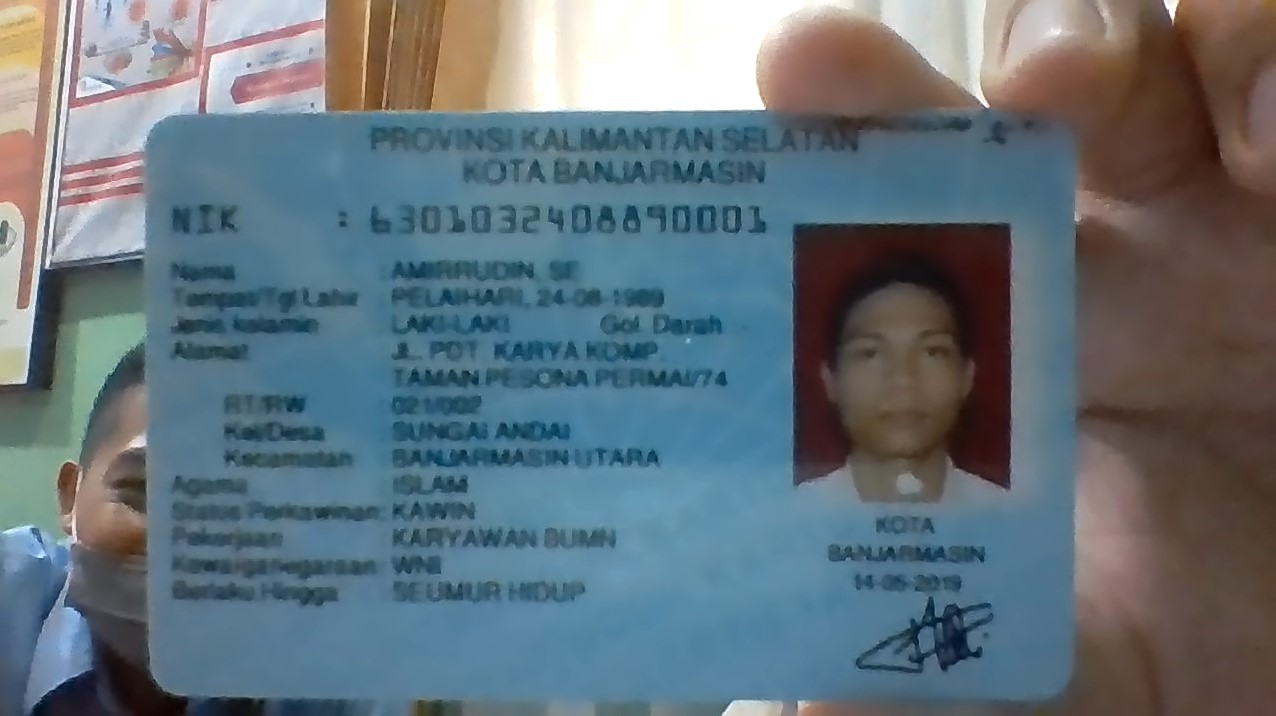 PROVINSI KALIMANTAN SELATAN
KOTA BANJARMASIN
NIK : 6301032408890001
Nama : AMIRRUDIN, SE
Tempat/Tgl Lahir : PELAIHARI, 24-08-1989
Jenis kelamin : LAKI-LAKI Gol. Darah : -
Alamat : JL. PDT KARYA KOMP.
TAMAN PESONA PERMAI/74
RT/RW : 021/002
Kel/Desa : SUNGAI ANDAI
Kecamatan : BANJARMASIN UTARA
Agama : ISLAM
Status Perkawinan: KAWIN
Pekerjaan : KARYAWAN BUMN
Kewarganegaraan: WNI
Berlaku Hingga : SEUMUR HIDUP
KOTA
BANJARMASIN
14-05-2019